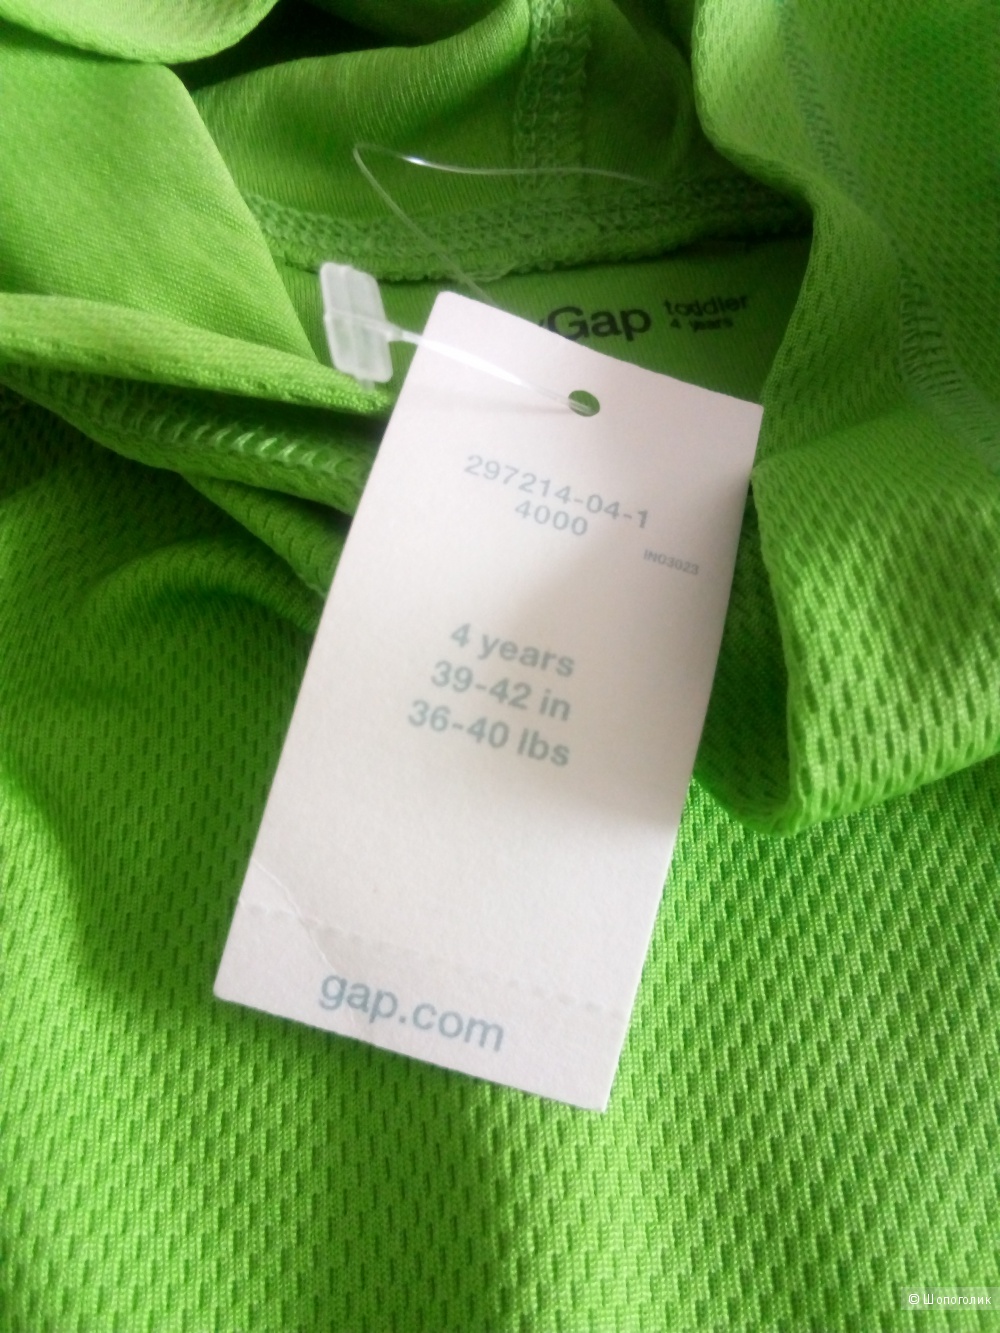 Gap toddler
4 years
297214-04-1
4000
IN03023
4 years
39-42 in
36-40 lbs
gap.com
© Шопоголик